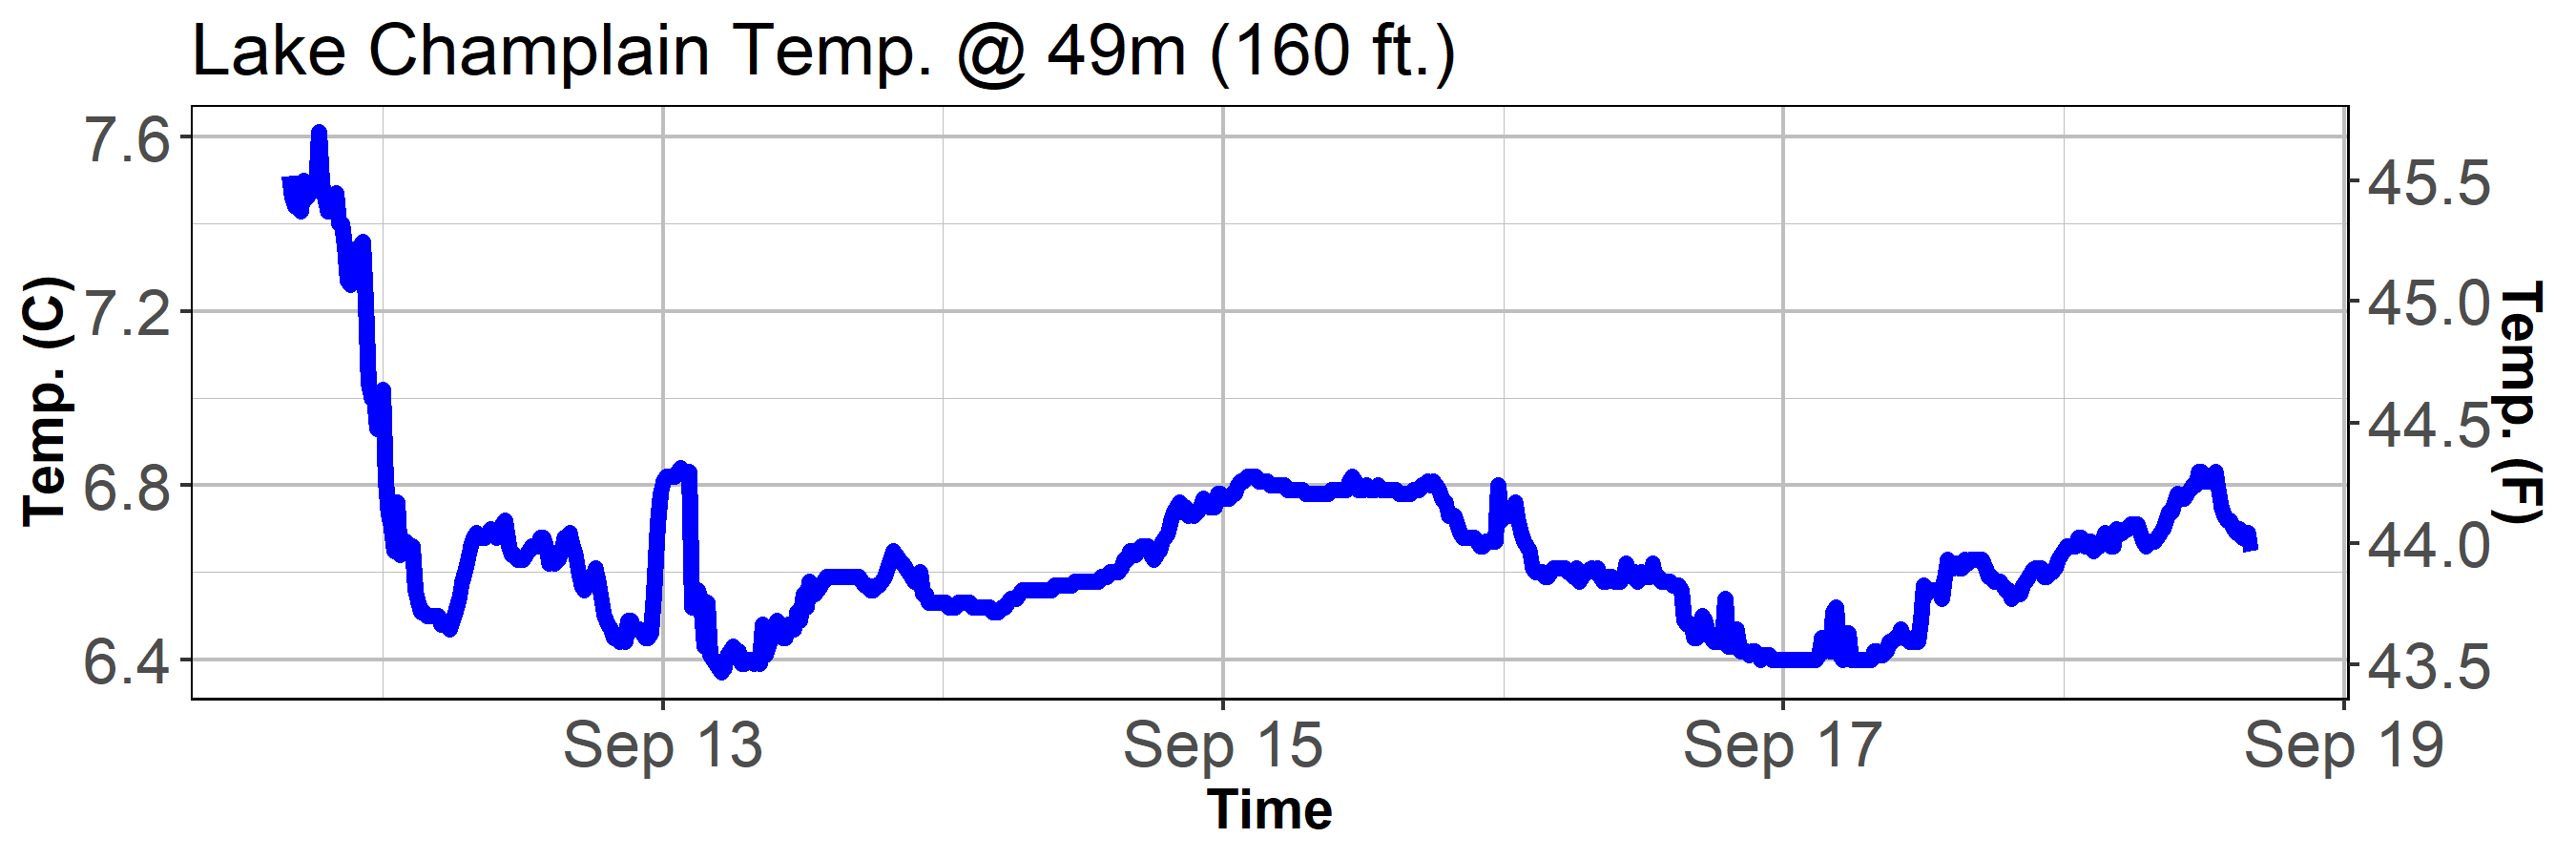 Lake Champlain Temp. @ 49m (160 ft.)
7.6
7.2
6.8
6.4
Temp. (C)
45.5
45.0
44.5
44.0
43.5
Temp. (F)
Sep 13 Sep 15 Sep 17 Sep 19
Time